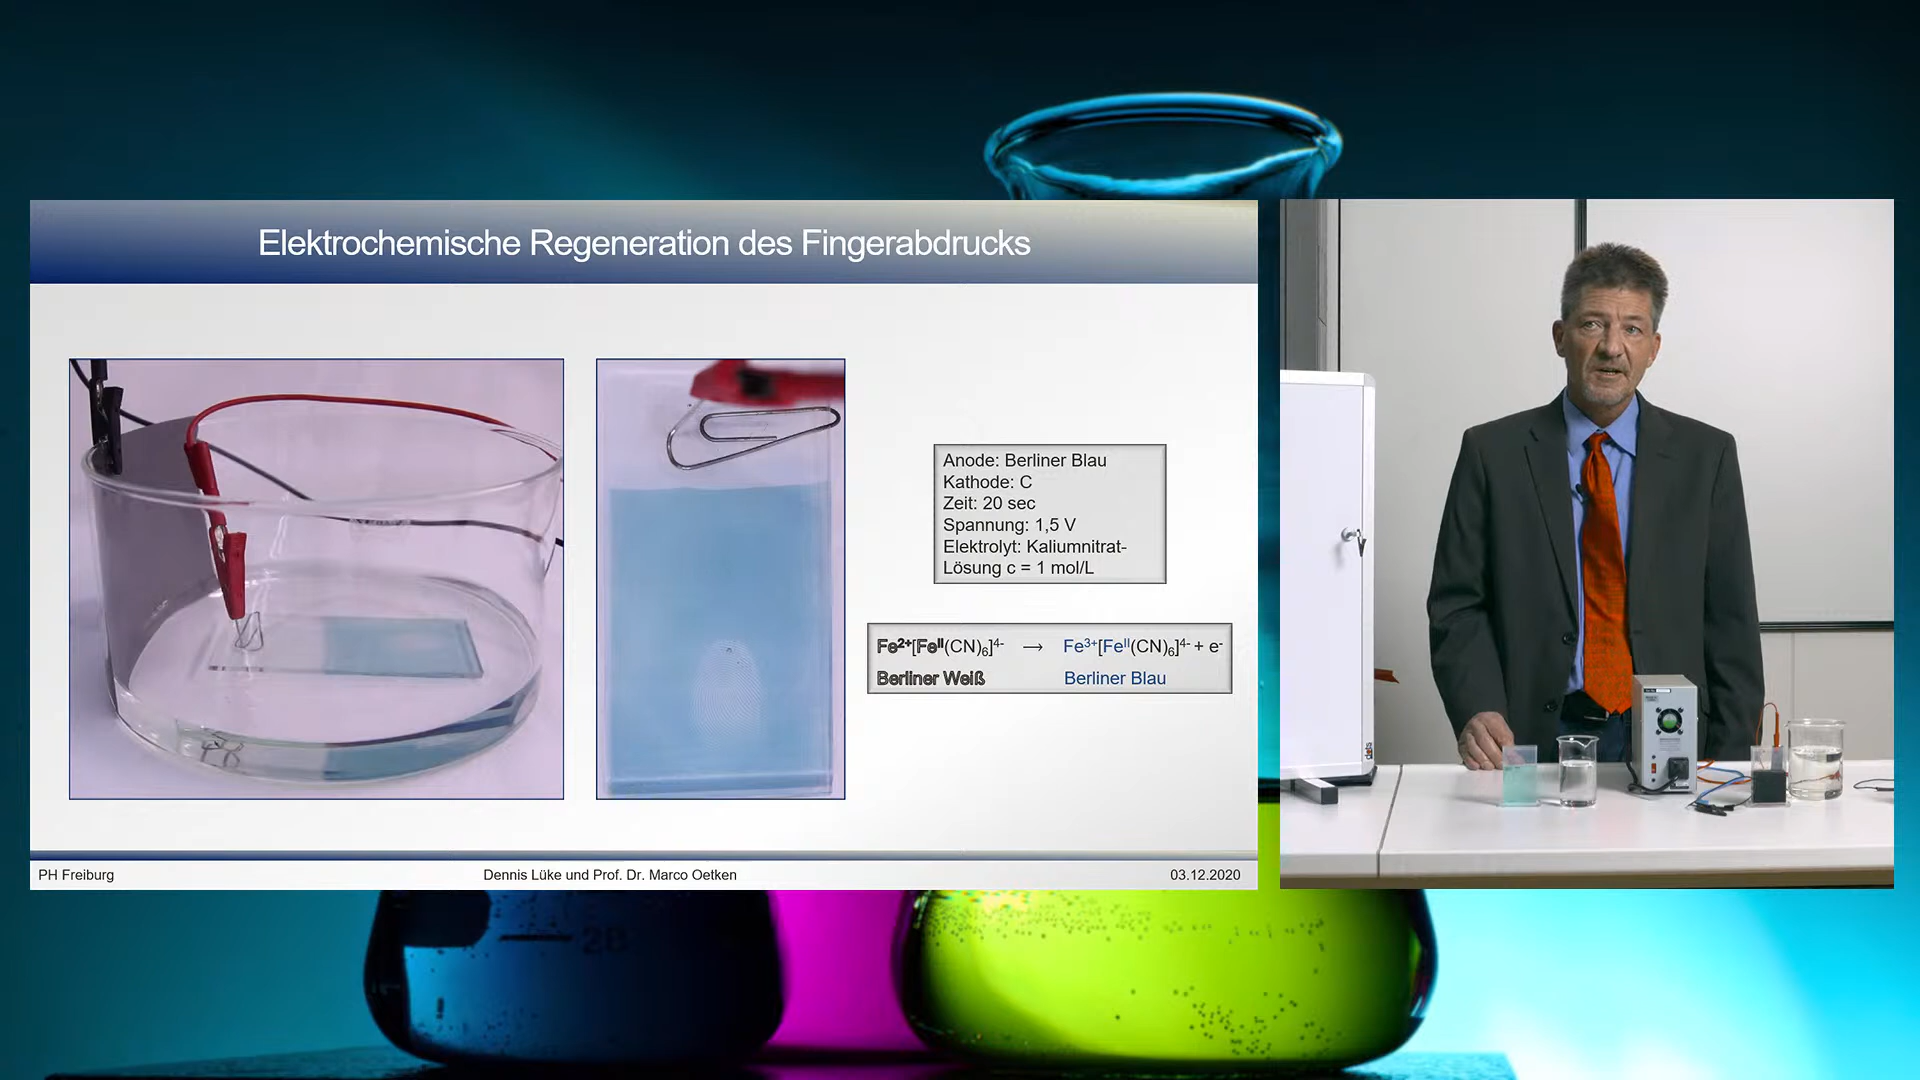 Elektrochemische Regeneration des Fingerabdrucks
Anode: Berliner Blau
Kathode: C
Zeit: 20 sec
Spannung: 1,5 V
Elektrolyt: Kaliumnitrat-
Lösung c = 1 mol/L
Fe²⁺[Feᴵᴵ(CN)₆]⁴⁻ → Fe³⁺[Feᴵᴵ(CN)₆]⁴⁻ + e⁻
Berliner Weiß Berliner Blau
PH Freiburg Dennis Lüke und Prof. Dr. Marco Oetken 03.12.2020
20